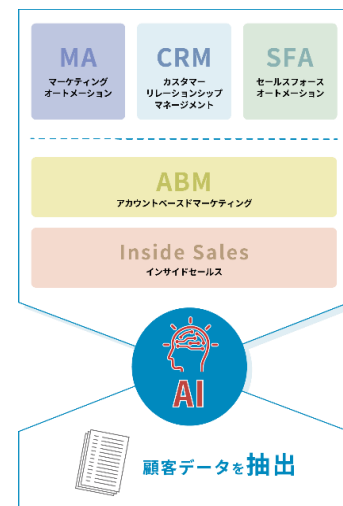 MA
マーケティング
オートメーション
CRM
カスタマー
リレーションシップ
マネージメント
SFA
セールスフォース
オートメーション
ABM
アカウントベースドマーケティング
Inside Sales
インサイドセールス
AI
顧客データを抽出